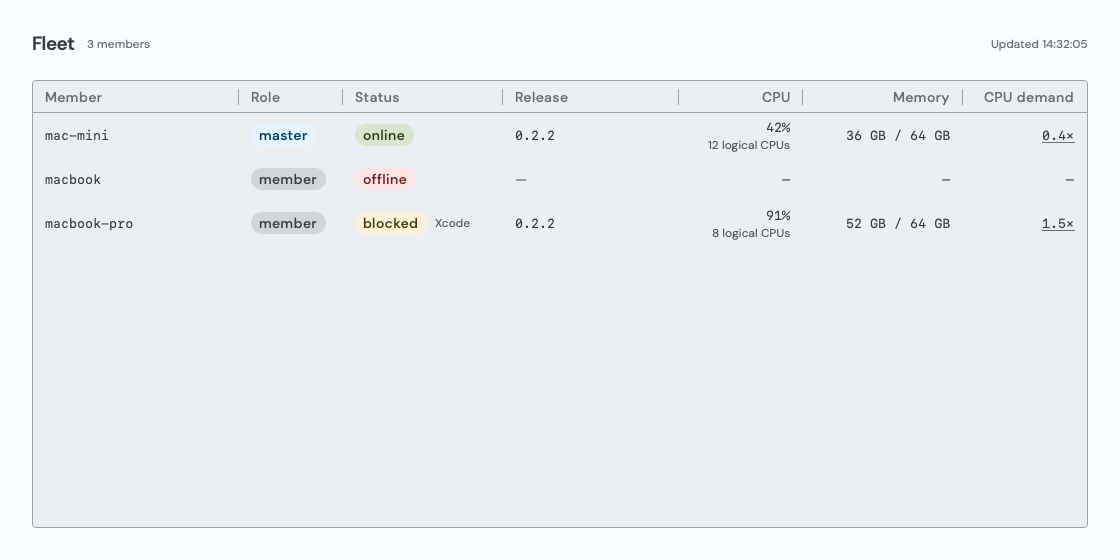 Fleet 3 members Updated 14:32:05
Member Role Status Release CPU Memory CPU demand
mac-mini master online 0.2.2 42% 36 GB / 64 GB 0.4×
12 logical CPUs
macbook member offline — — — —
macbook-pro member blocked Xcode 0.2.2 91% 52 GB / 64 GB 1.5×
8 logical CPUs